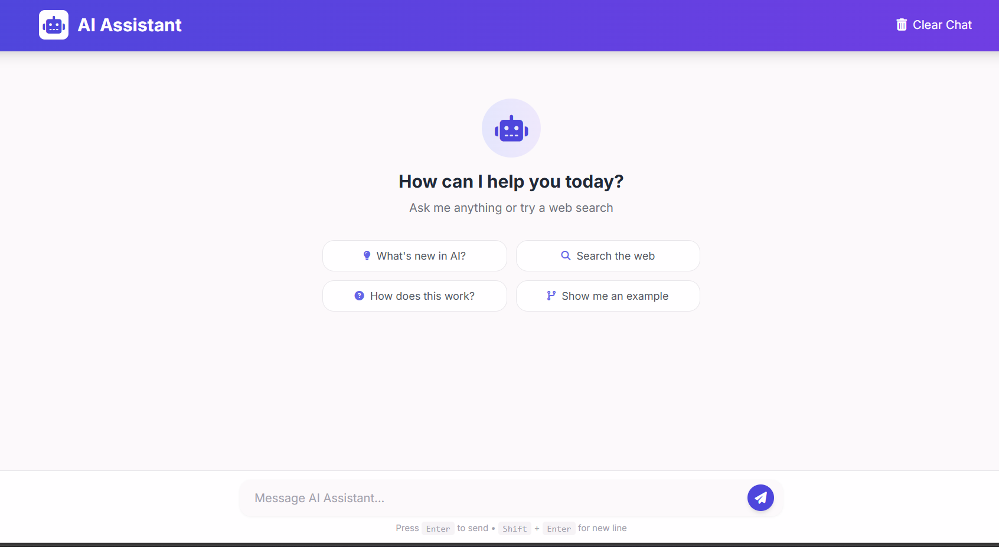 AI Assistant
Clear Chat
How can I help you today?
Ask me anything or try a web search
What's new in AI?
Search the web
How does this work?
Show me an example
Message AI Assistant...
Press Enter to send • Shift + Enter for new line